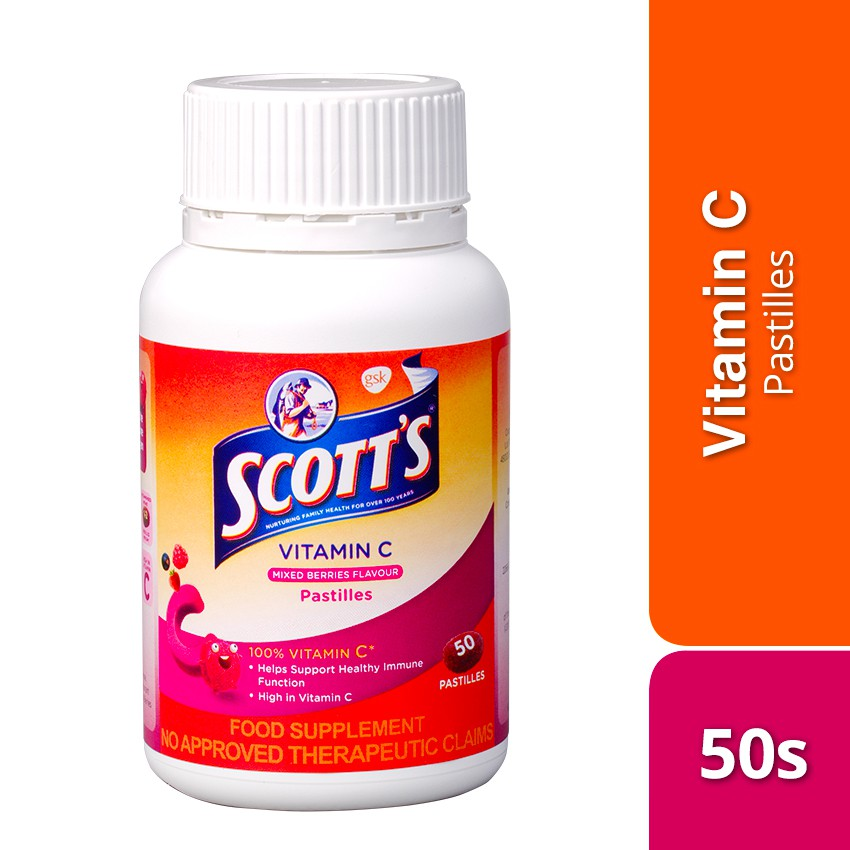 gsk
SCOTT'S
NURTURING FAMILY HEALTH FOR OVER 100 YEARS
VITAMIN C
MIXED BERRIES FLAVOUR
Pastilles
100% VITAMIN C*
• Helps Support Healthy Immune
Function
• High in Vitamin C
50
PASTILLES
FOOD SUPPLEMENT
NO APPROVED THERAPEUTIC CLAIMS
C
Vitamin C
Pastilles
50s